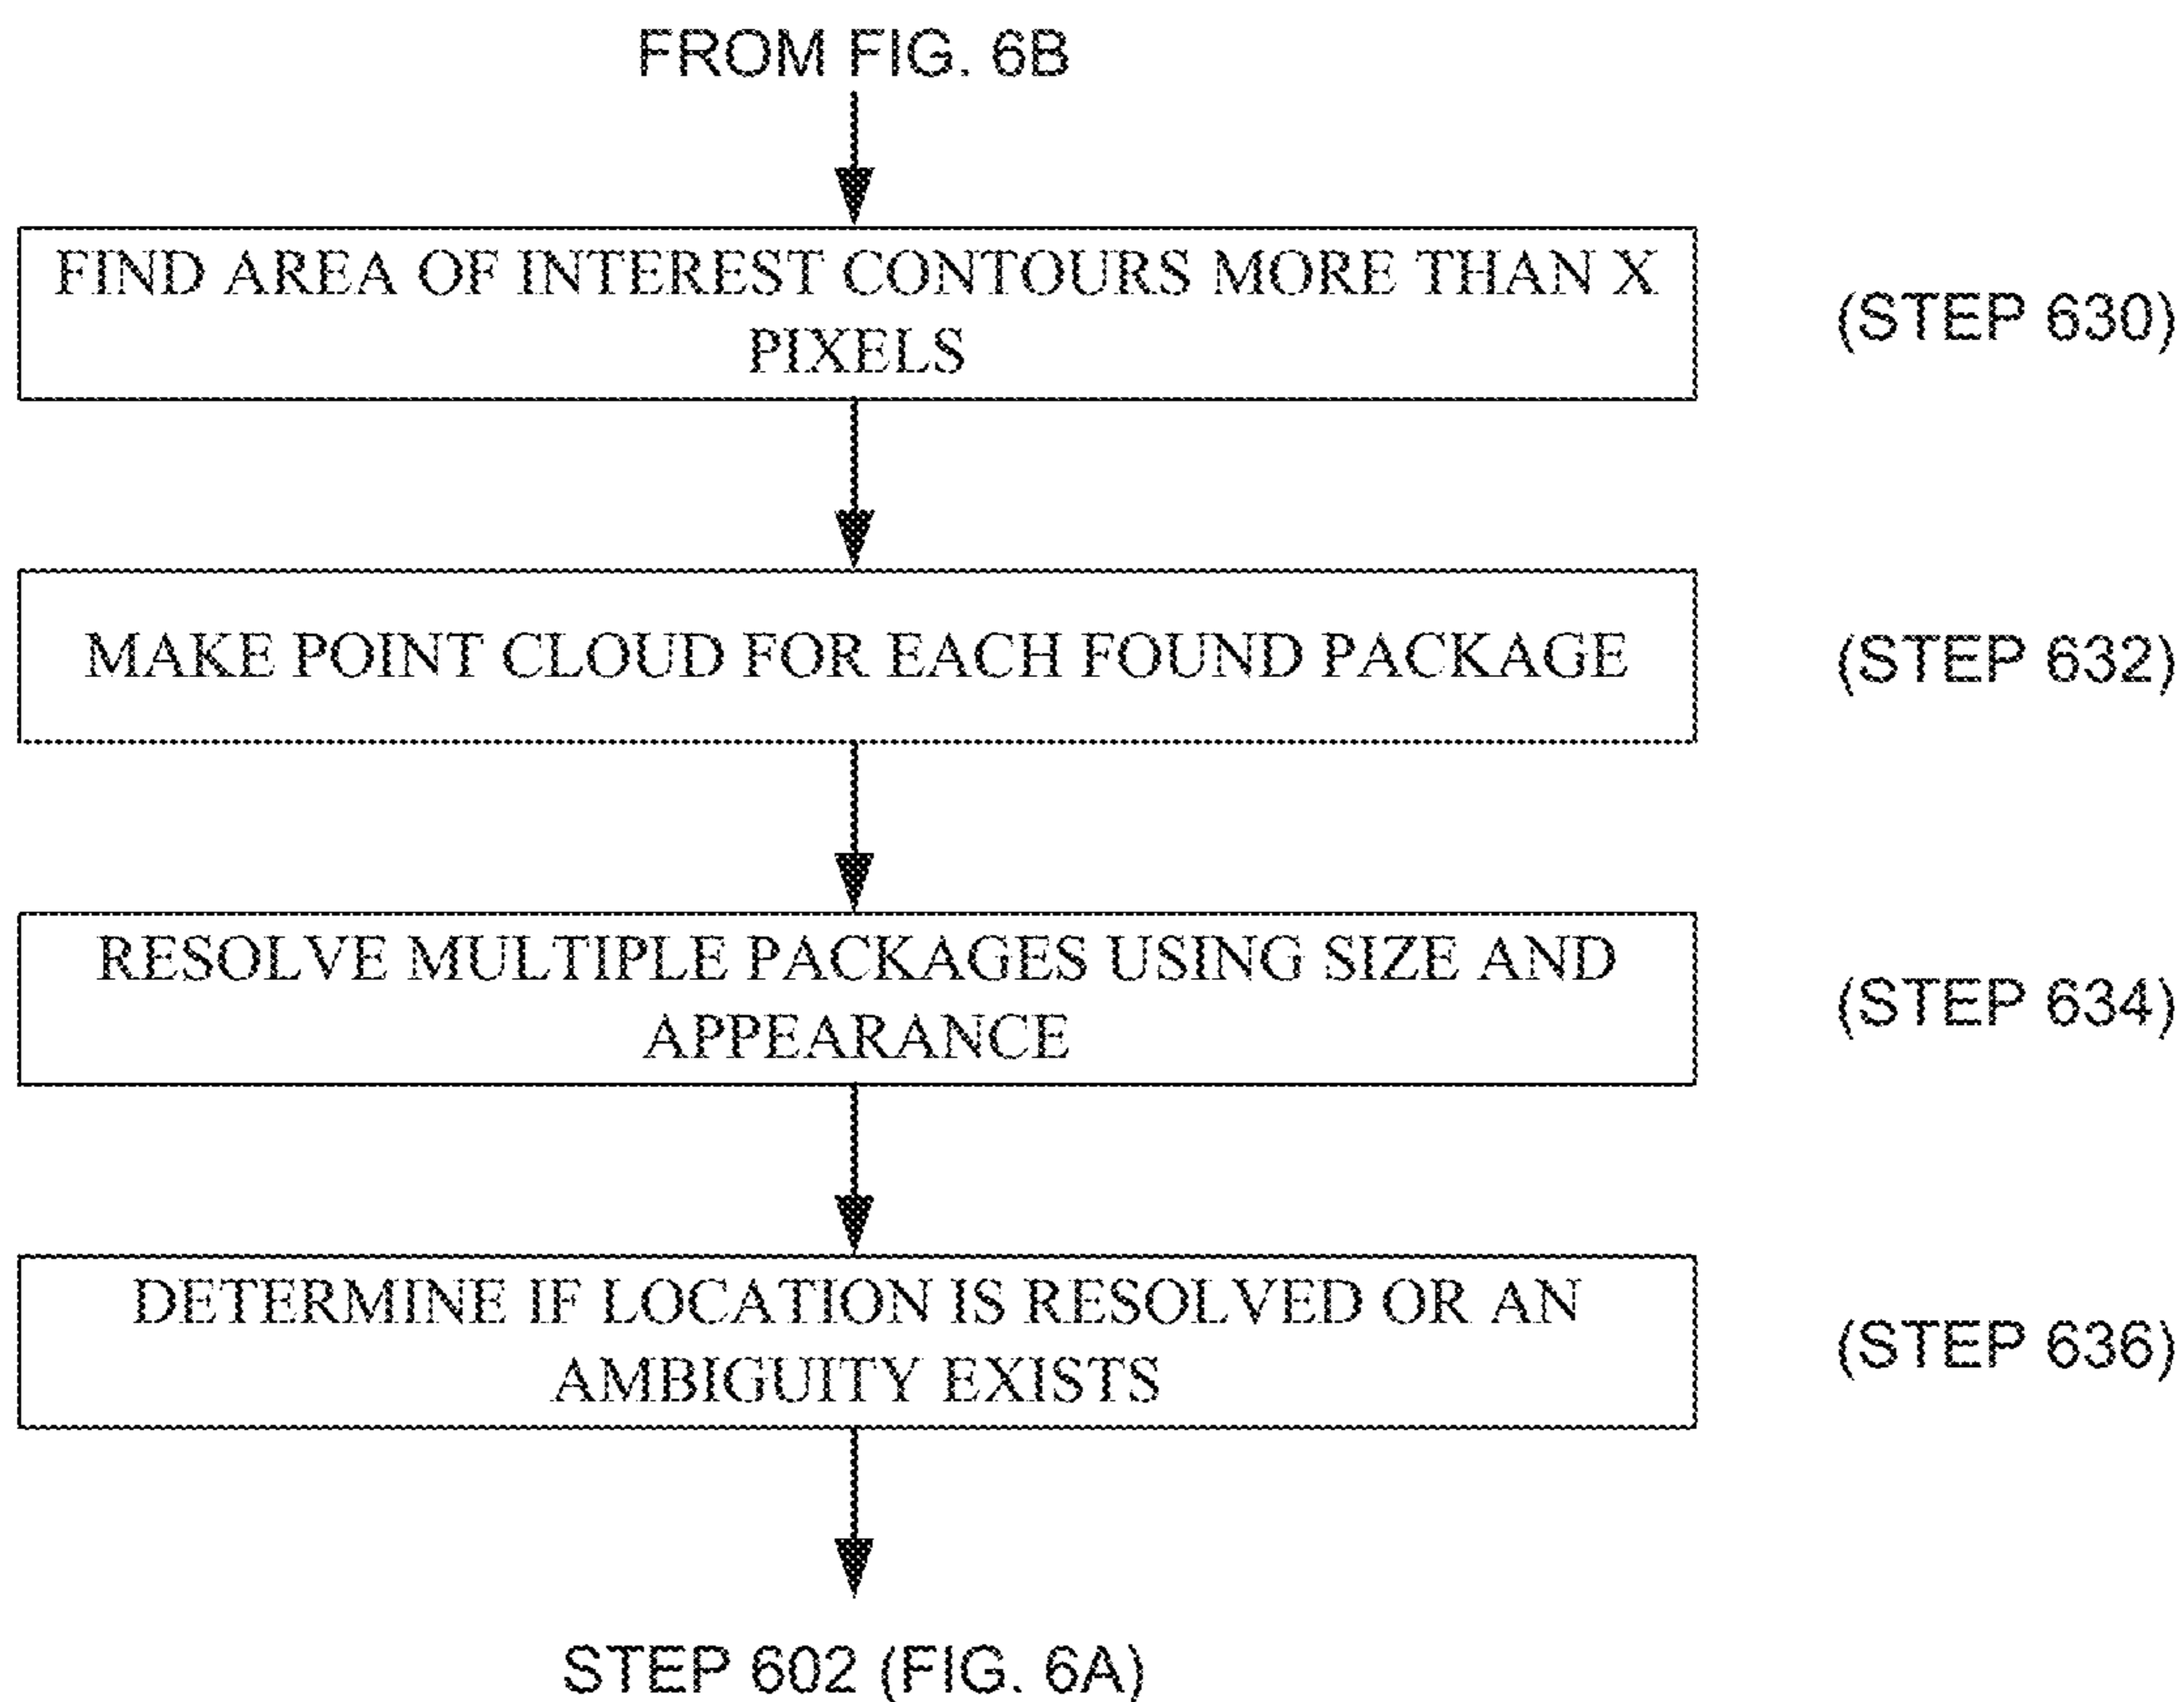 FROM FIG. 6B
FIND AREA OF INTEREST CONTOURS MORE THAN X
PIXELS
(STEP 630)
MAKE POINT CLOUD FOR EACH FOUND PACKAGE
(STEP 632)
RESOLVE MULTIPLE PACKAGES USING SIZE AND
APPEARANCE
(STEP 634)
DETERMINE IF LOCATION IS RESOLVED OR AN
AMBIGUITY EXISTS
(STEP 636)
STEP 602 (FIG. 6A)